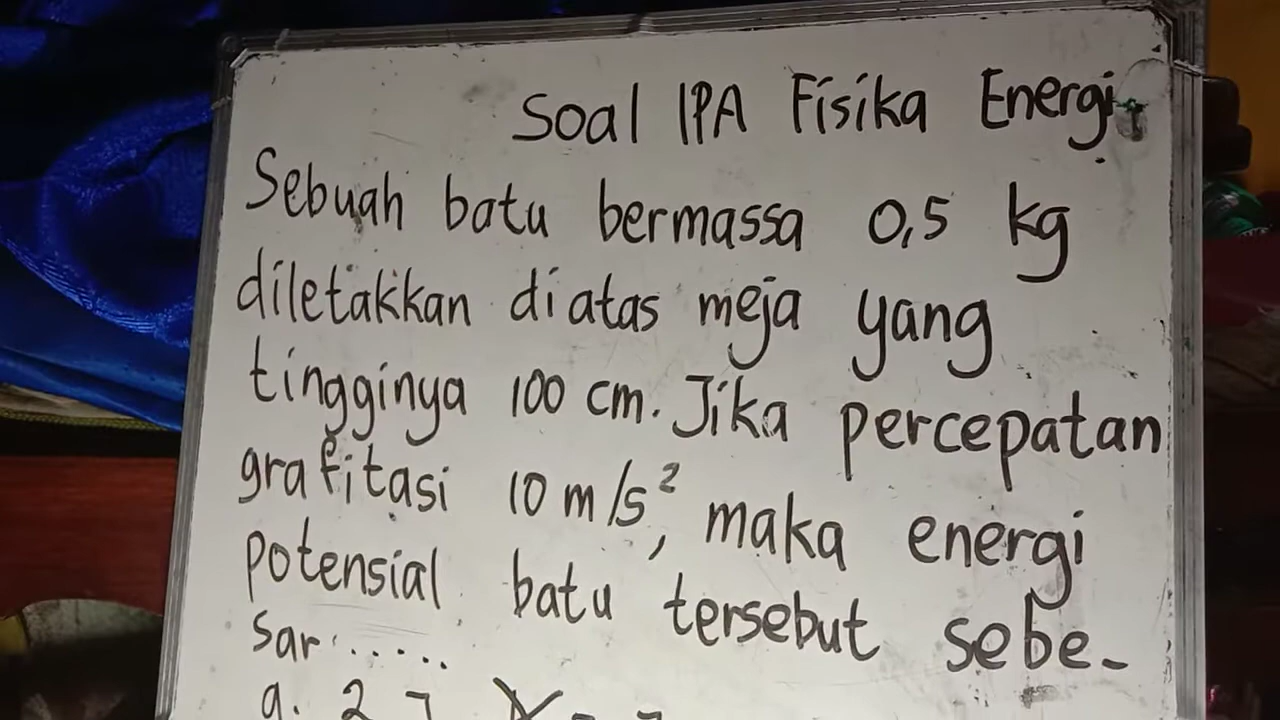 Soal IPA Fisika Energi
Sebuah batu bermassa 0,5 kg
diletakkan diatas meja yang
tingginya 100 cm. Jika percepatan
grafitasi 10 m/s², maka energi
potensial batu tersebut sebe-
sar.....
a. 2